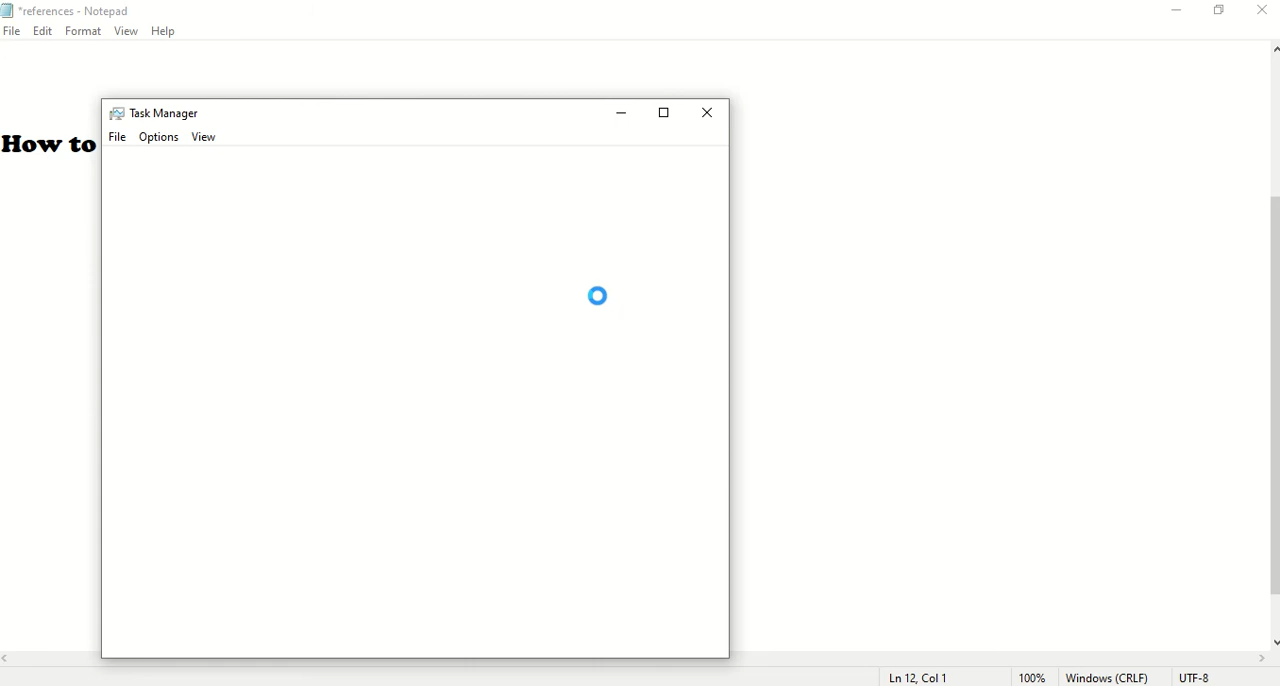 *references - Notepad
File Edit Format View Help
Task Manager
File Options View
How to
Ln 12, Col 1 100% Windows (CRLF) UTF-8